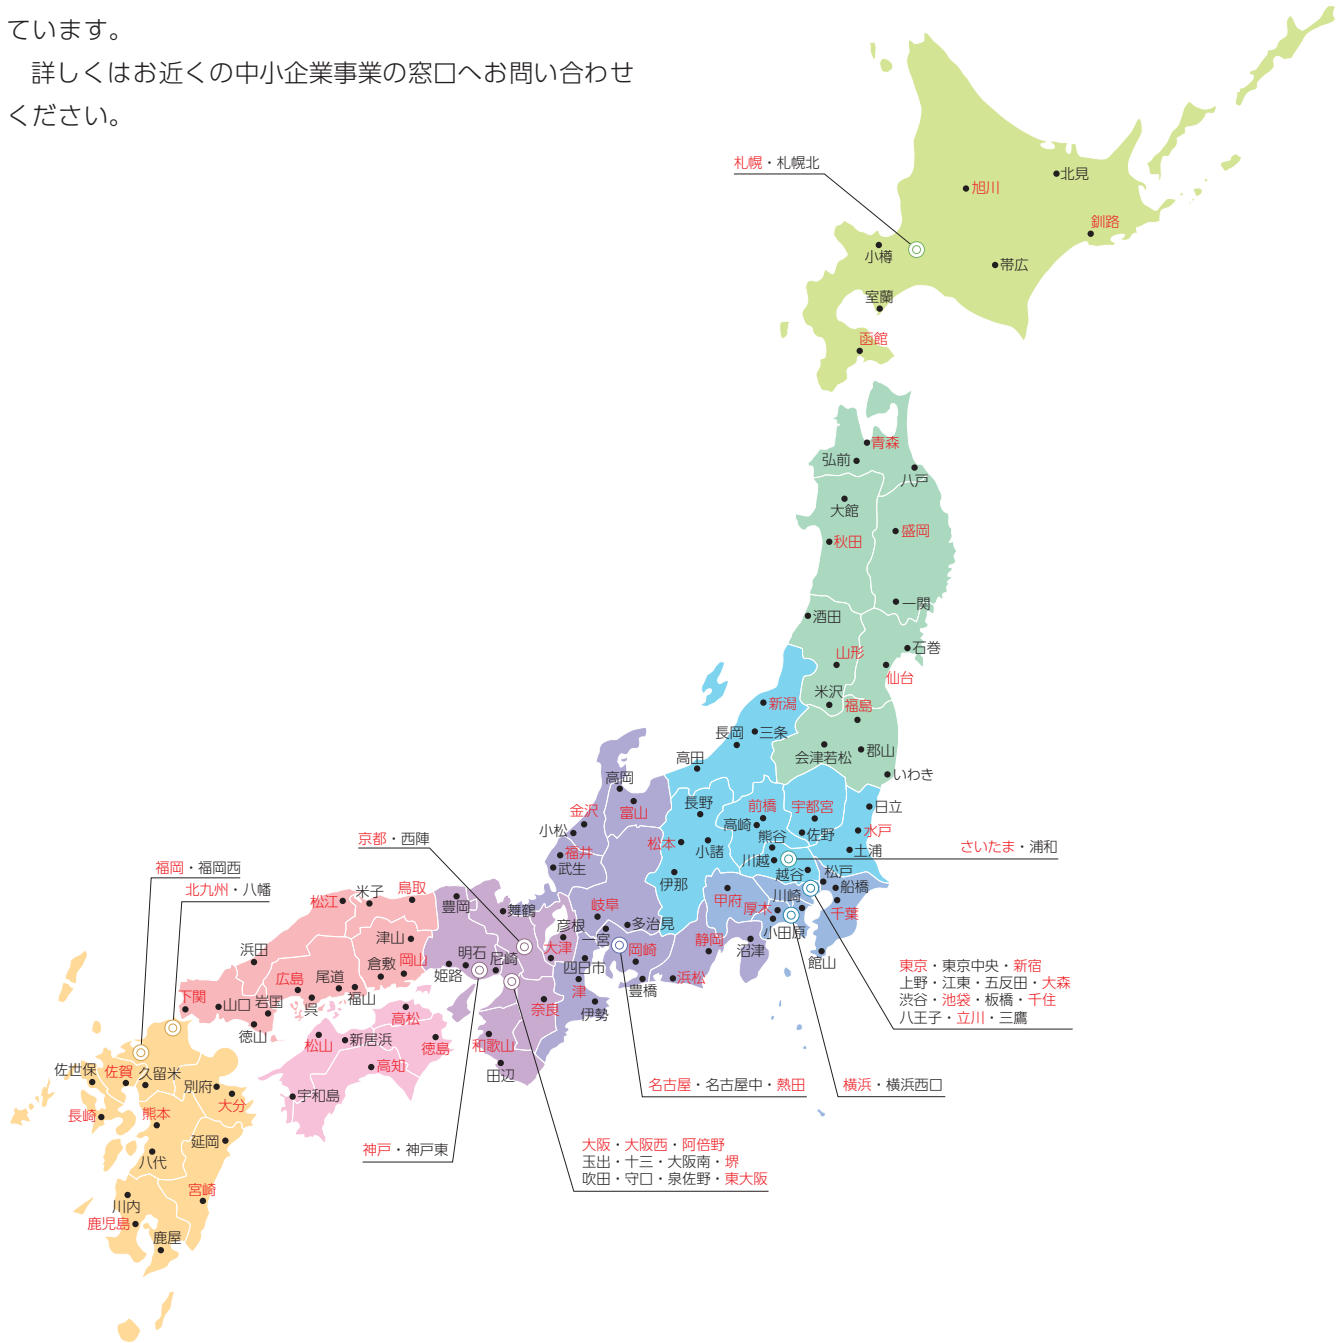 ています。
　詳しくはお近くの中小企業事業の窓口へお問い合わせ
ください。
札幌・札幌北
旭川
北見
釧路
小樽
帯広
室蘭
函館
青森
弘前
八戸
大館
盛岡
秋田
一関
酒田
石巻
山形
仙台
米沢
福島
新潟
三条
長岡
会津若松
郡山
いわき
高田
高岡
富山
金沢
小松
長野
前橋
宇都宮
日立
高崎
熊谷
佐野
水戸
松本
小諸
土浦
さいたま・浦和
川越
越谷
松戸
船橋
京都・西陣
福井
武生
伊那
福岡・福岡西
北九州・八幡
松江
米子
鳥取
豊岡
舞鶴
岐阜
多治見
甲府
厚木
川崎
千葉
小田原
館山
浜田
津山
倉敷
岡山
明石
尼崎
姫路
彦根
大津
一宮
四日市
岡崎
静岡
沼津
浜松
豊橋
津
伊勢
広島
尾道
福山
呉
岩国
下関
山口
徳山
奈良
和歌山
田辺
高松
松山
新居浜
徳島
高知
宇和島
東京・東京中央・新宿
上野・江東・五反田・大森
渋谷・池袋・板橋・千住
八王子・立川・三鷹
佐世保
佐賀
久留米
別府
大分
長崎
熊本
延岡
八代
宮崎
川内
鹿児島
鹿屋
名古屋・名古屋中・熱田
横浜・横浜西口
神戸・神戸東
大阪・大阪西・阿倍野
玉出・十三・大阪南・堺
吹田・守口・泉佐野・東大阪